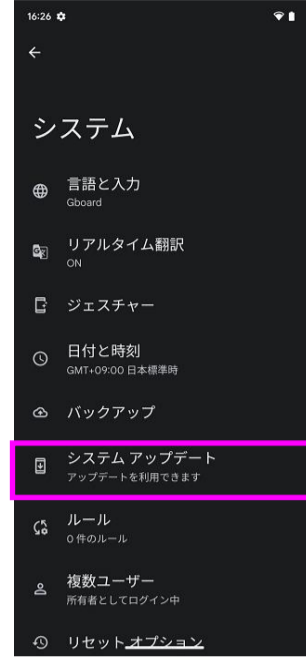 16:26
システム
言語と入力
Gboard
リアルタイム翻訳
ON
ジェスチャー
日付と時刻
GMT+09:00 日本標準時
バックアップ
システム アップデート
アップデートを利用できます
ルール
0 件のルール
複数ユーザー
所有者としてログイン中
リセット オプション